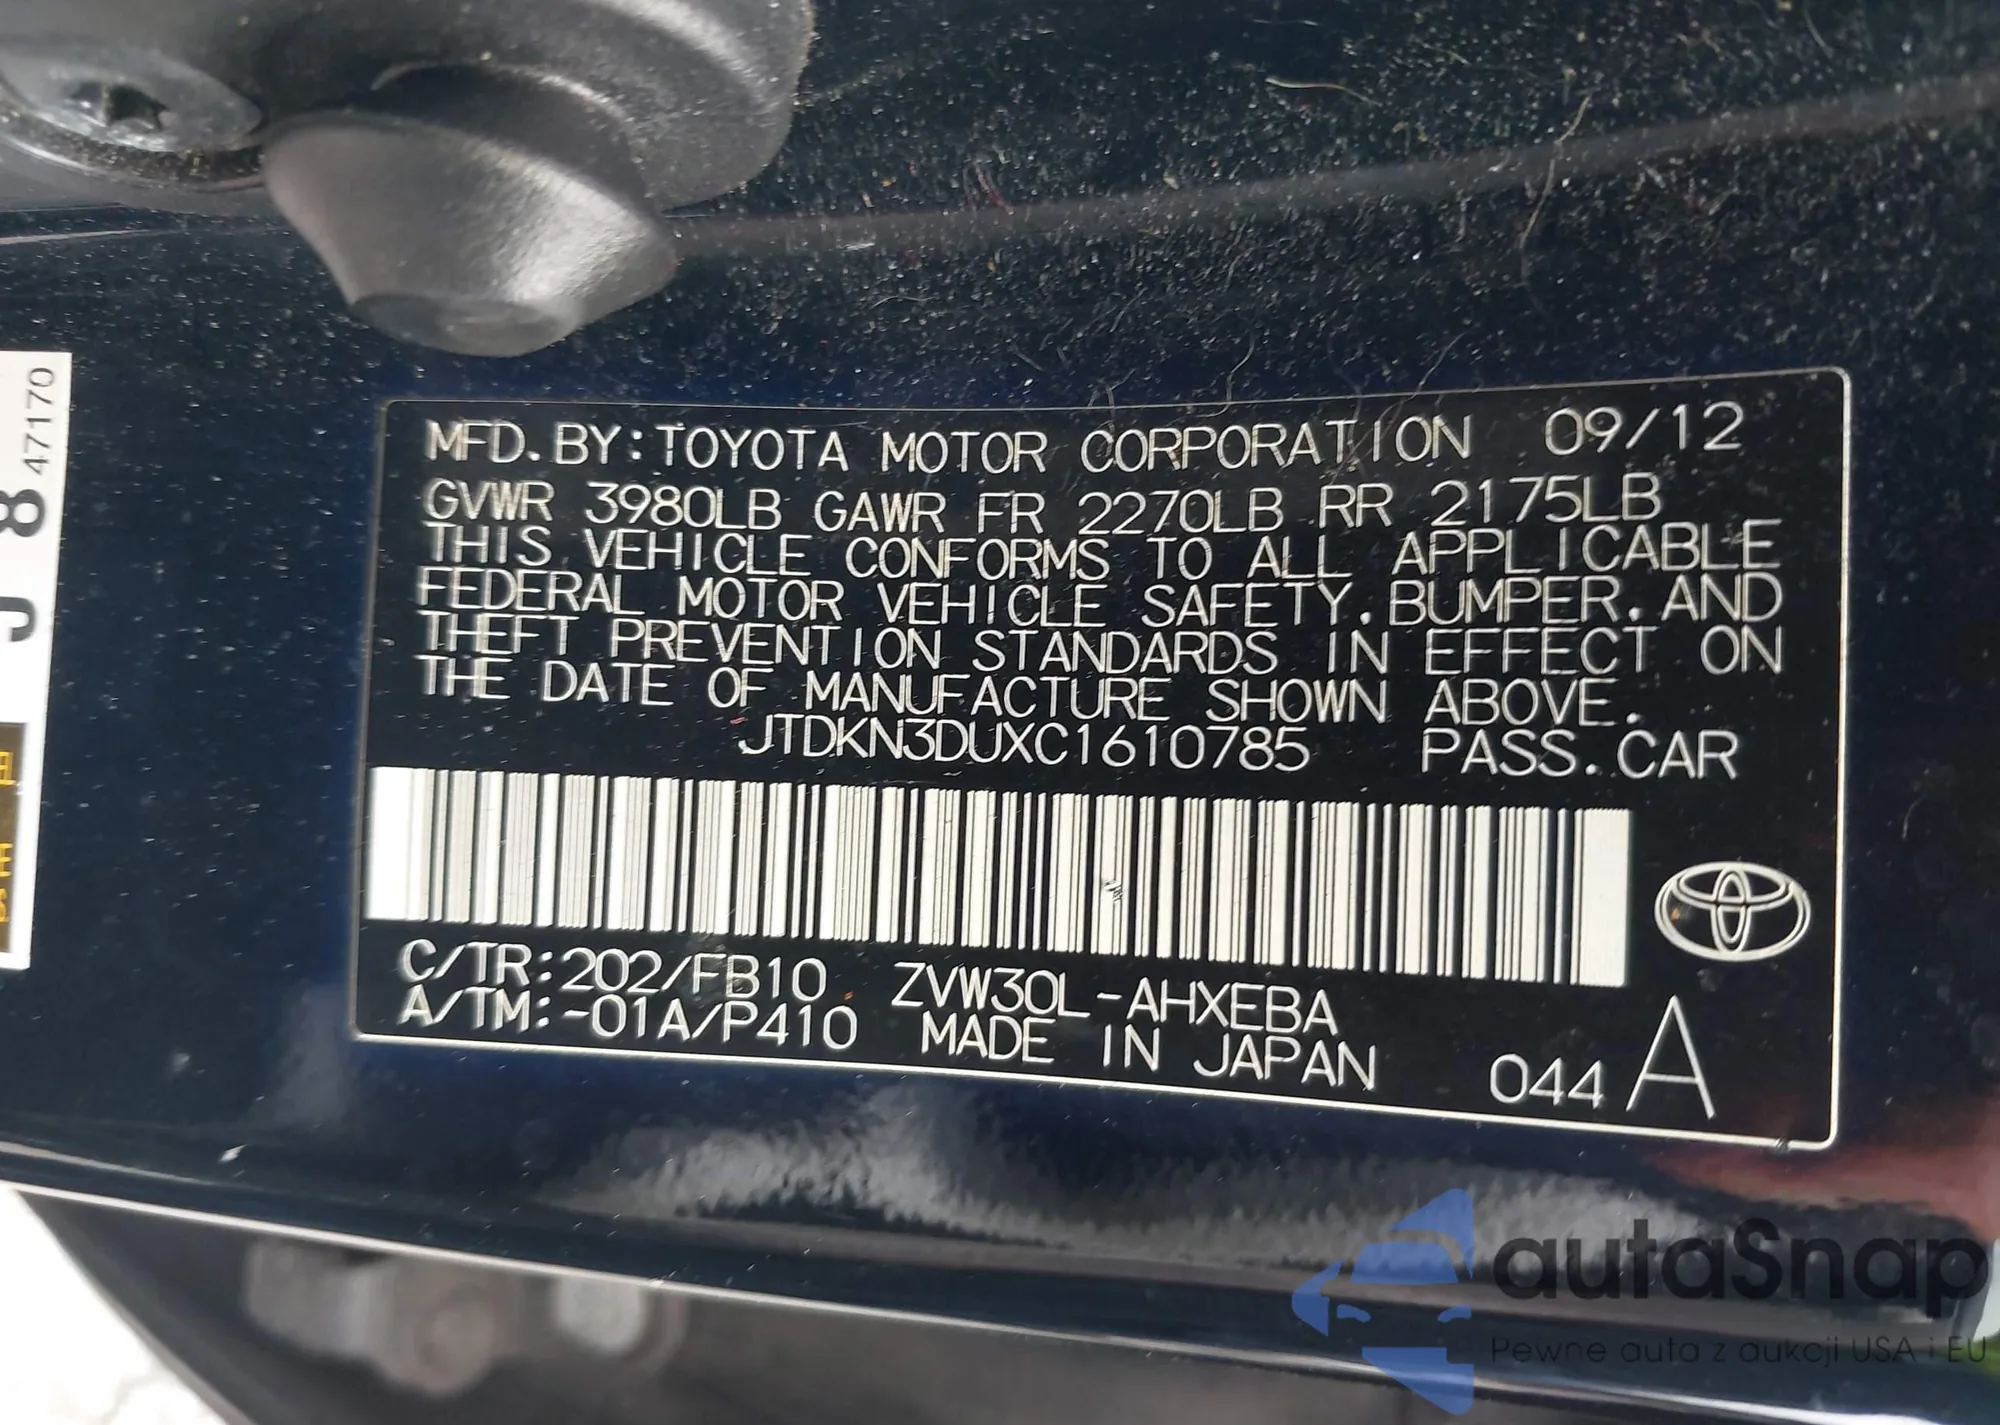 J 8 47170
MFD.BY:TOYOTA MOTOR CORPORATION 09/12
GVWR 3980LB GAWR FR 2270LB RR 2175LB
THIS VEHICLE CONFORMS TO ALL APPLICABLE
FEDERAL MOTOR VEHICLE SAFETY.BUMPER.AND
THEFT PREVENTION STANDARDS IN EFFECT ON
THE DATE OF MANUFACTURE SHOWN ABOVE.
JTDKN3DUXC1610785 PASS.CAR
C/TR:202/FB10 ZVW30L-AHXEBA
A/TM:-01A/P410 MADE IN JAPAN 044 A
autaSnap
Pewne auta z aukcji USA i EU